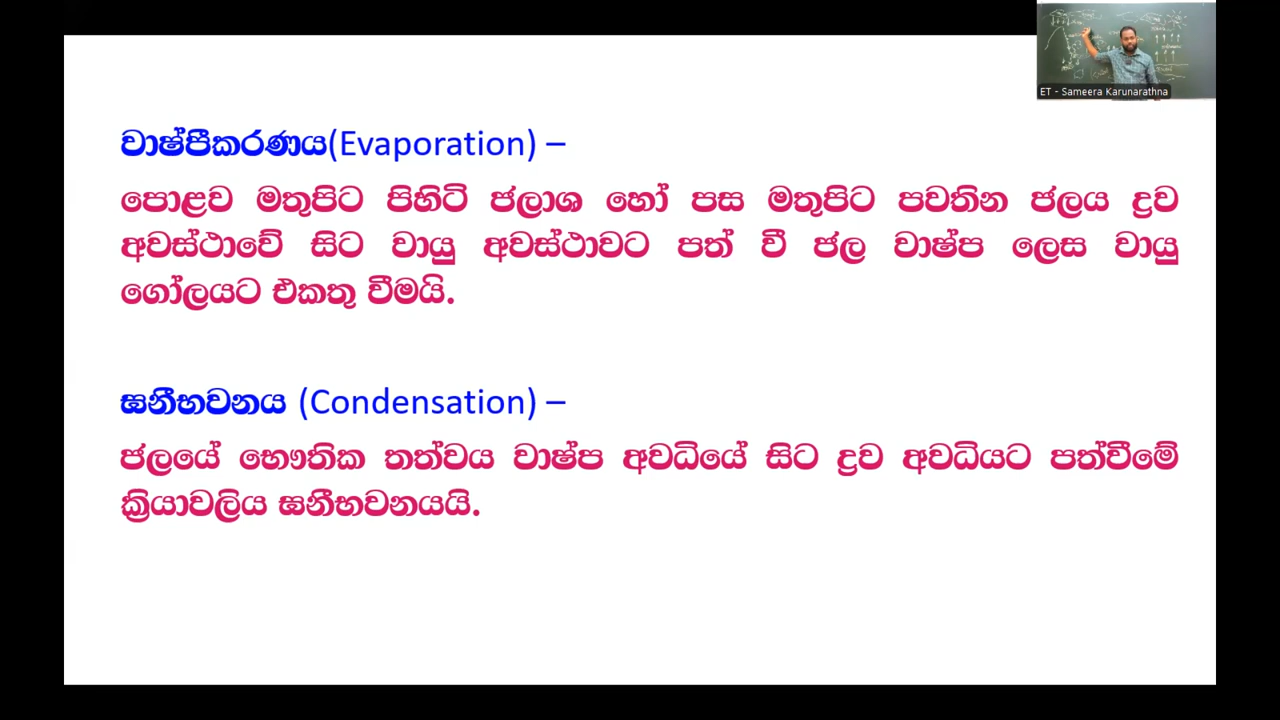 ET - Sameera Karunarathna
වාෂ්පීකරණය(Evaporation) –
පොළව මතුපිට පිහිටි ජලාශ හෝ පස මතුපිට පවතින ජලය ද්‍රව
අවස්ථාවේ සිට වායු අවස්ථාවට පත් වී ජල වාෂ්ප ලෙස වායු
ගෝලයට එකතු වීමයි.
ඝනීභවනය (Condensation) –
ජලයේ භෞතික තත්වය වාෂ්ප අවධියේ සිට ද්‍රව අවධියට පත්වීමේ
ක්‍රියාවලිය ඝනීභවනයයි.